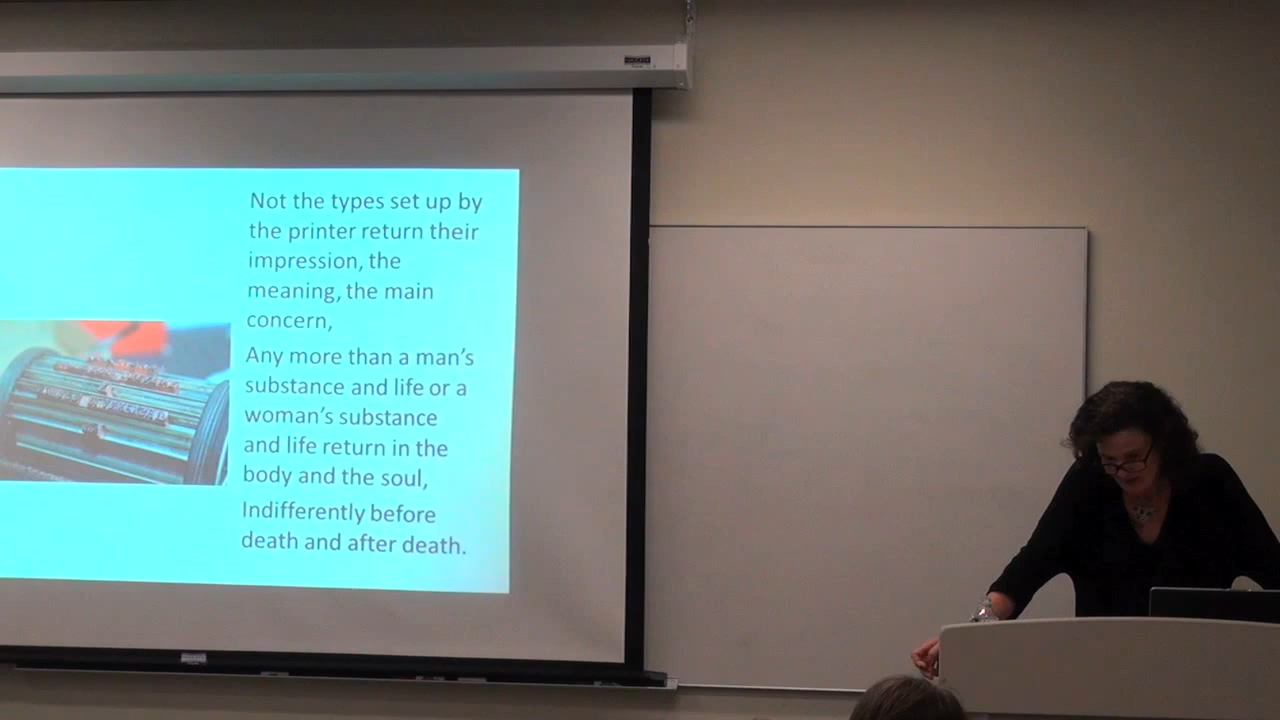 Not the types set up by
the printer return their
impression, the
meaning, the main
concern,
Any more than a man's
substance and life or a
woman's substance
and life return in the
body and the soul,
Indifferently before
death and after death.